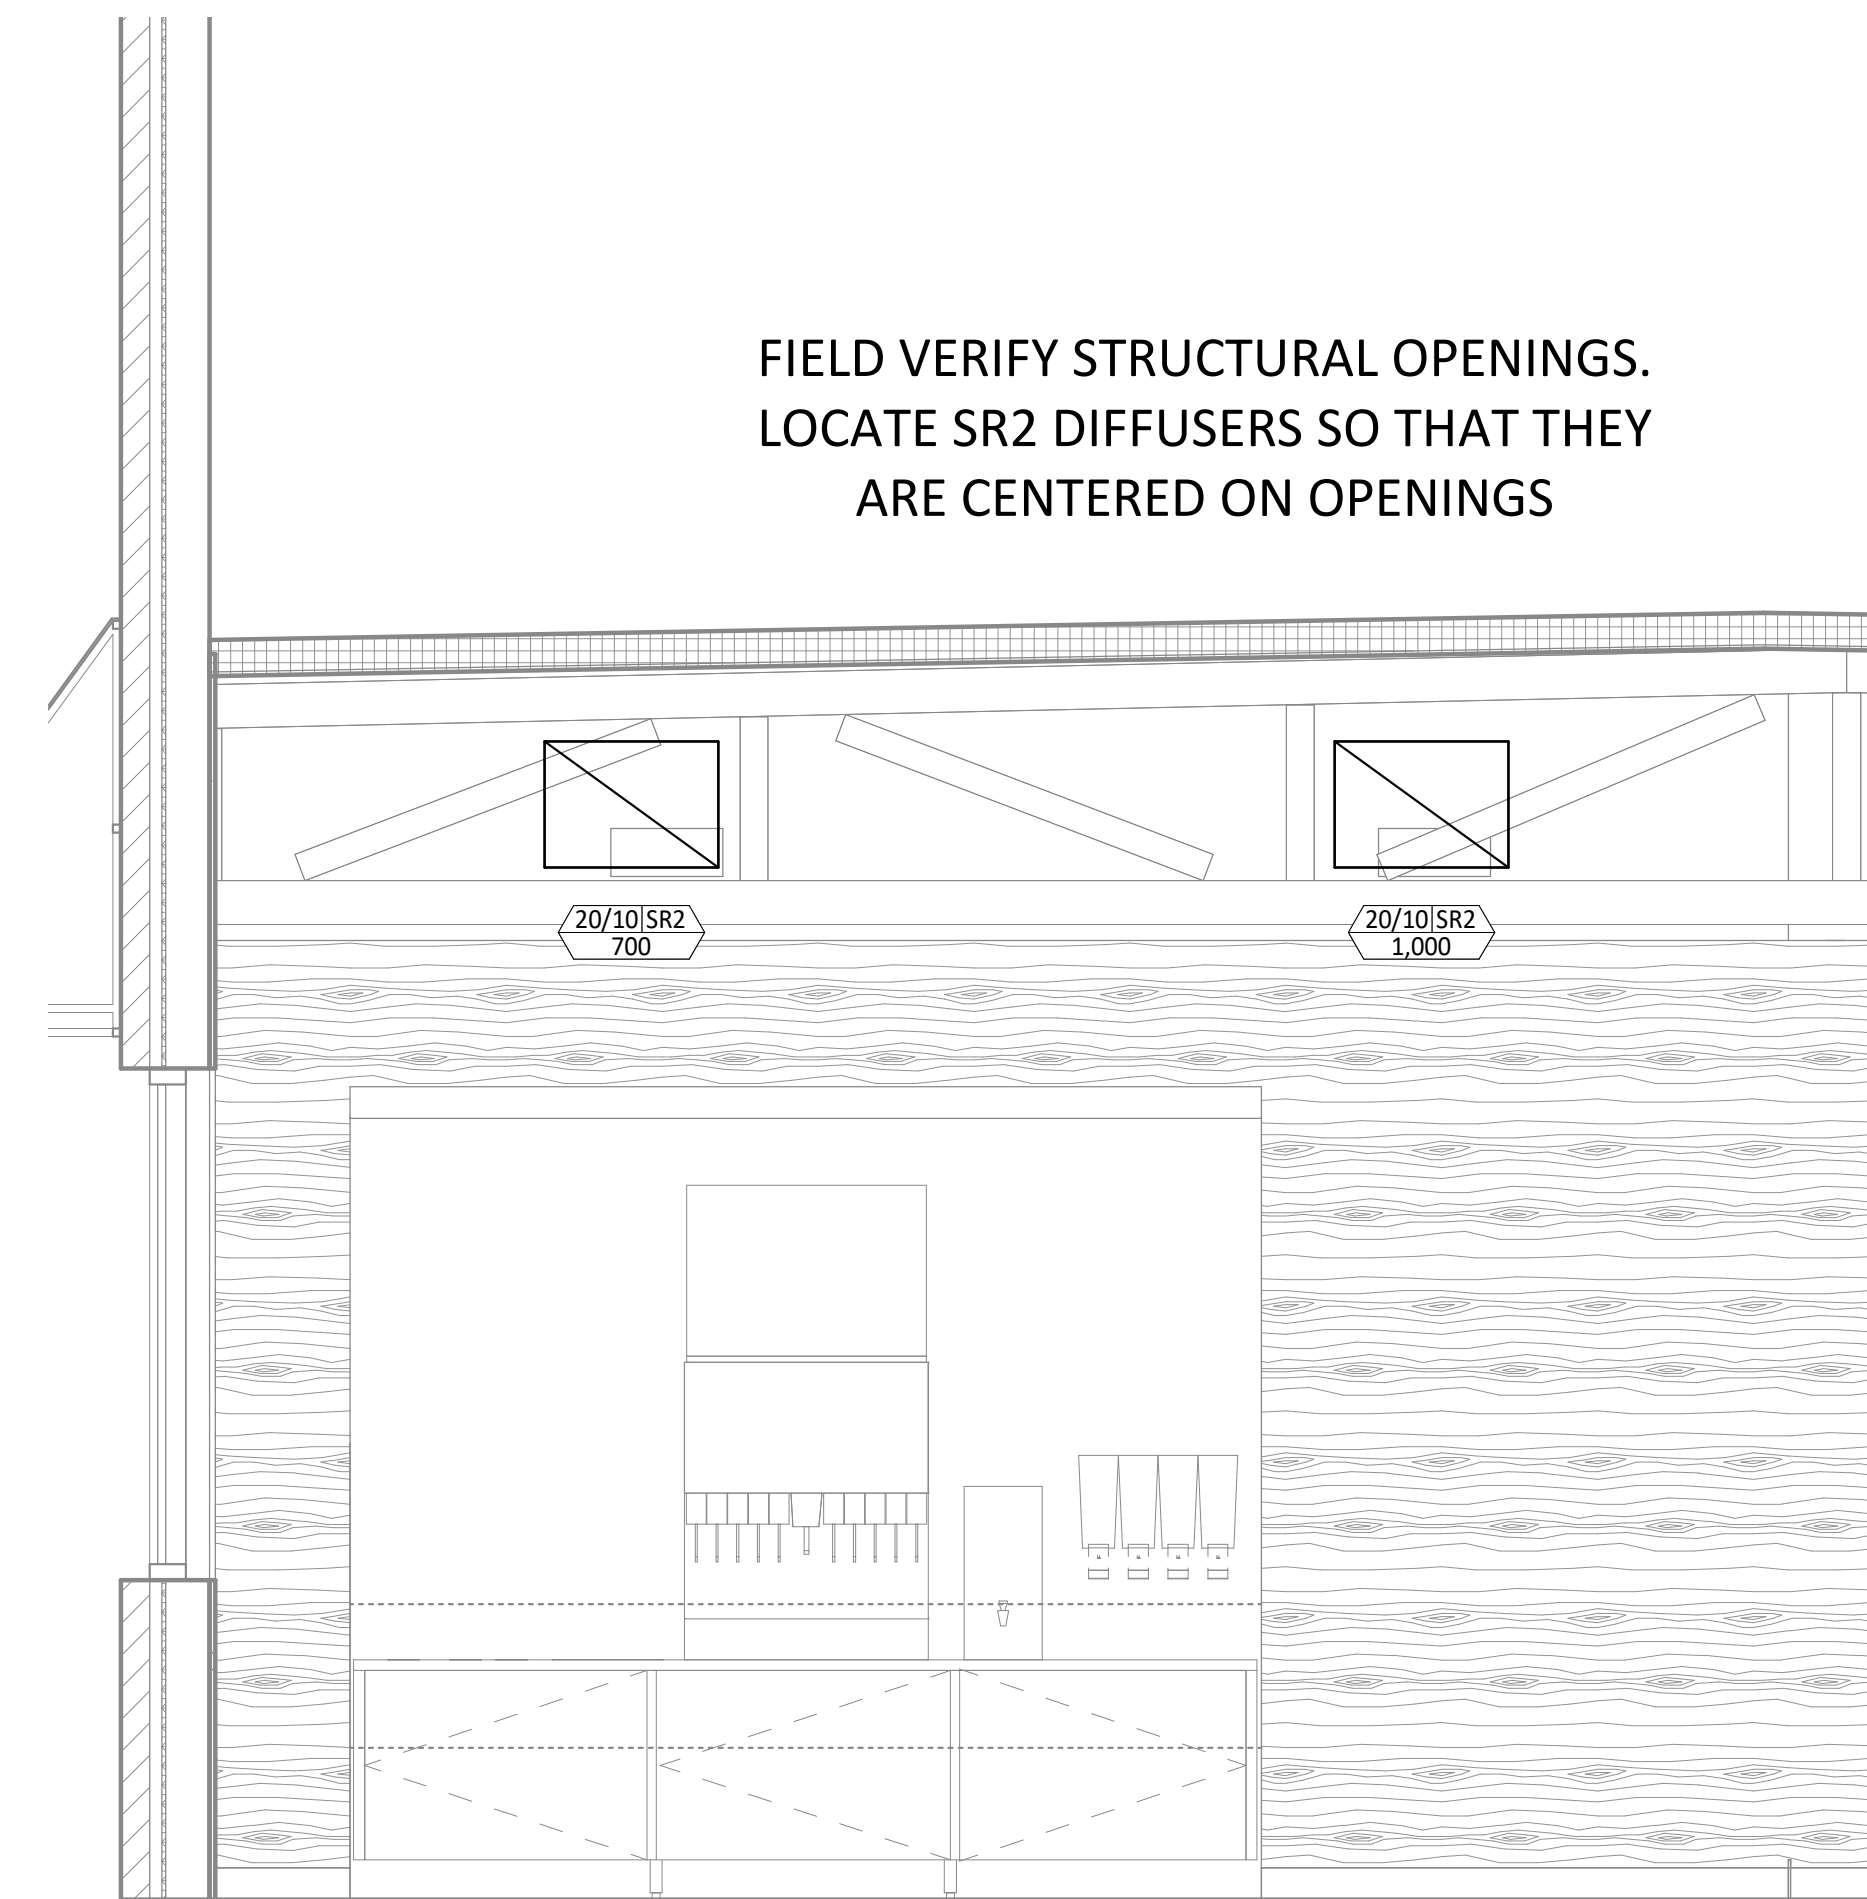 FIELD VERIFY STRUCTURAL OPENINGS.
LOCATE SR2 DIFFUSERS SO THAT THEY
ARE CENTERED ON OPENINGS
20/10 SR2
700
20/10 SR2
1,000